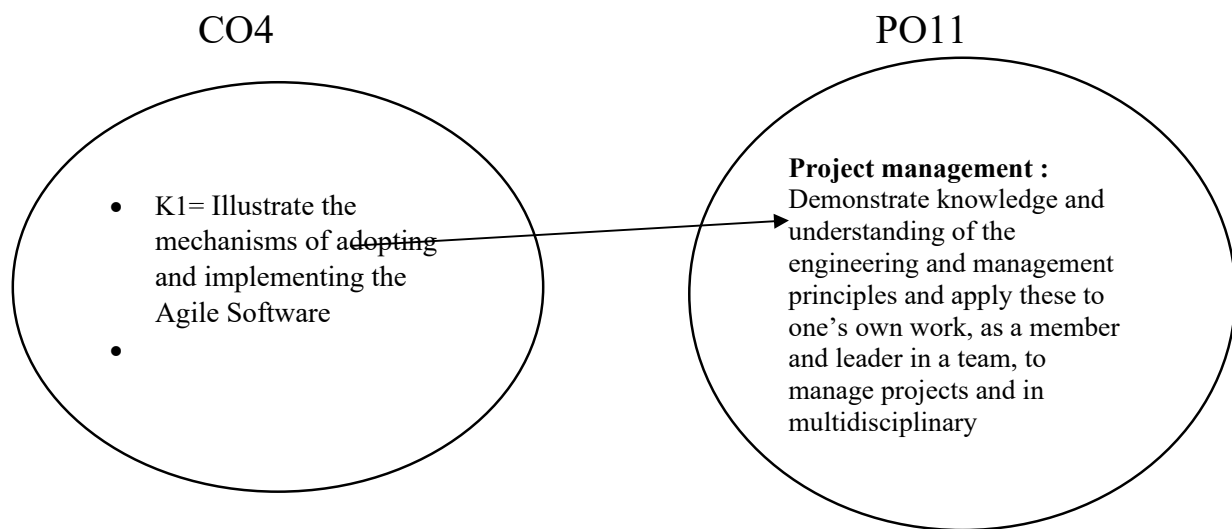 CO4
PO11
• K1= Illustrate the
mechanisms of adopting
and implementing the
Agile Software
•
Project management :
Demonstrate knowledge and
understanding of the
engineering and management
principles and apply these to
one’s own work, as a member
and leader in a team, to
manage projects and in
multidisciplinary